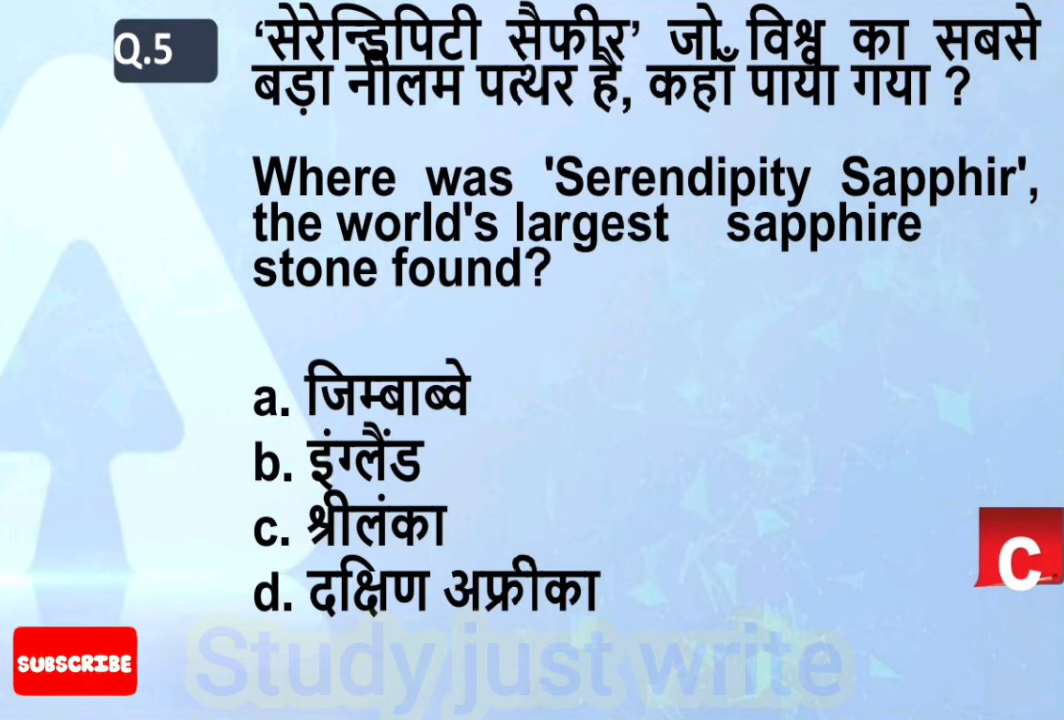 Q.5
‘सेरेन्डिपिटी सैफीर’ जो विश्व का सबसे
बड़ा नीलम पत्थर है, कहाँ पाया गया ?
Where was 'Serendipity Sapphir',
the world's largest sapphire
stone found?
a. जिम्बाब्वे
b. इंग्लैंड
c. श्रीलंका
d. दक्षिण अफ्रीका
C
SUBSCRIBE
Study just write